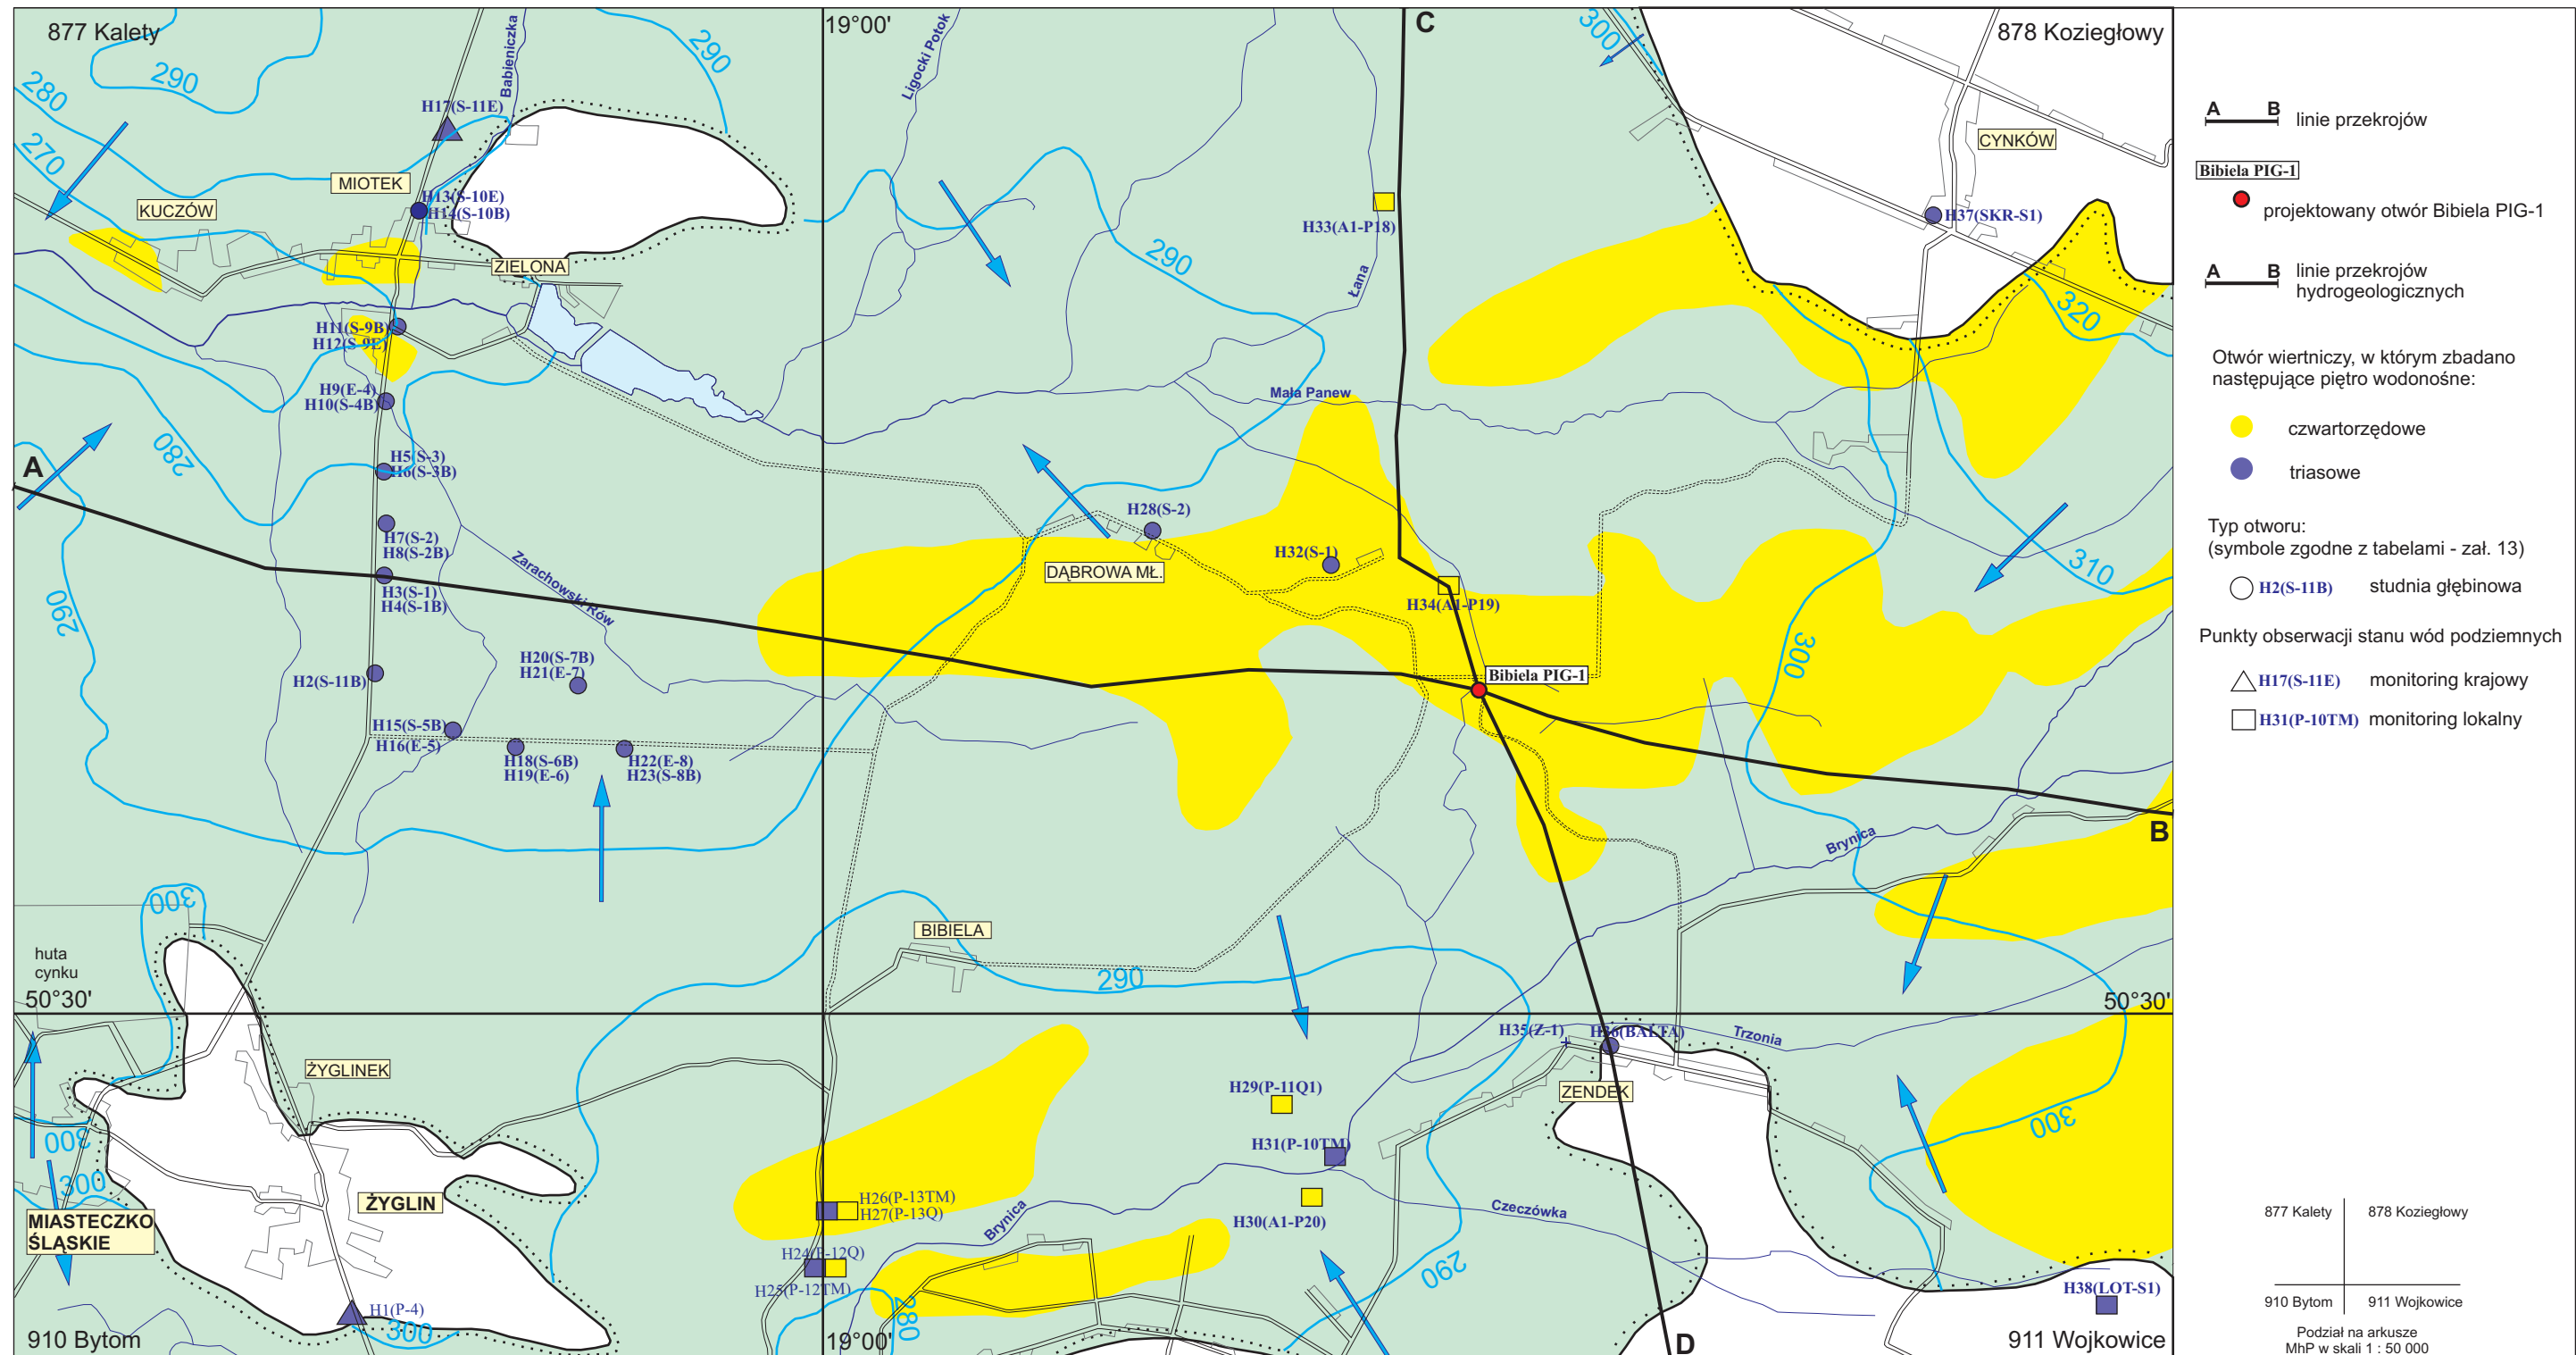 877 Kalety
19°00'
C
878 Koziegłowy
290
290
300
280
270
Babieniczka
Ligocki Potok
H17(S-11E)
MIOTEK
KUCZÓW
H13(S-10E)
H14(S-10B)
ZIELONA
CYNKÓW
H37(SKR-S1)
H33(A1-P18)
Łana
290
320
H11(S-9B)
H12(S-9E)
H9(E-4)
H10(S-4B)
Mała Panew
280
A
H5(S-3)
H6(S-3B)
H7(S-2)
H8(S-2B)
H28(S-2)
H32(S-1)
DĄBROWA MŁ.
H3(S-1)
H4(S-1B)
Zarachowski Rów
H34(A1-P19)
310
290
300
H20(S-7B)
H21(E-7)
H2(S-11B)
Bibiela PIG-1
H15(S-5B)
H16(E-5)
H18(S-6B)
H19(E-6)
H22(E-8)
H23(S-8B)
B
Brynica
300
BIBIELA
huta
cynku
290
50°30'
50°30'
H35(Z-1)
H36(BAŁTA)
Trzonia
ŻYGLINEK
ZENDEK
H29(P-11Q1)
300
300
H31(P-10TM)
300
ŻYGLIN
H26(P-13TM)
H27(P-13Q)
Brynica
H30(A1-P20)
Czeczówka
MIASTECZKO
ŚLĄSKIE
H24(P-12Q)
H25(P-12TM)
290
H38(LOT-S1)
H1(P-4)
300
280
910 Bytom
19°00'
D
911 Wojkowice
A B
linie przekrojów
Bibiela PIG-1
projektowany otwór Bibiela PIG-1
A B
linie przekrojów
hydrogeologicznych
Otwór wiertniczy, w którym zbadano
następujące piętro wodonośne:
czwartorzędowe
triasowe
Typ otworu:
(symbole zgodne z tabelami - zał. 13)
H2(S-11B) studnia głębinowa
Punkty obserwacji stanu wód podziemnych
H17(S-11E) monitoring krajowy
H31(P-10TM) monitoring lokalny
877 Kalety 878 Koziegłowy
910 Bytom 911 Wojkowice
Podział na arkusze
MhP w skali 1 : 50 000